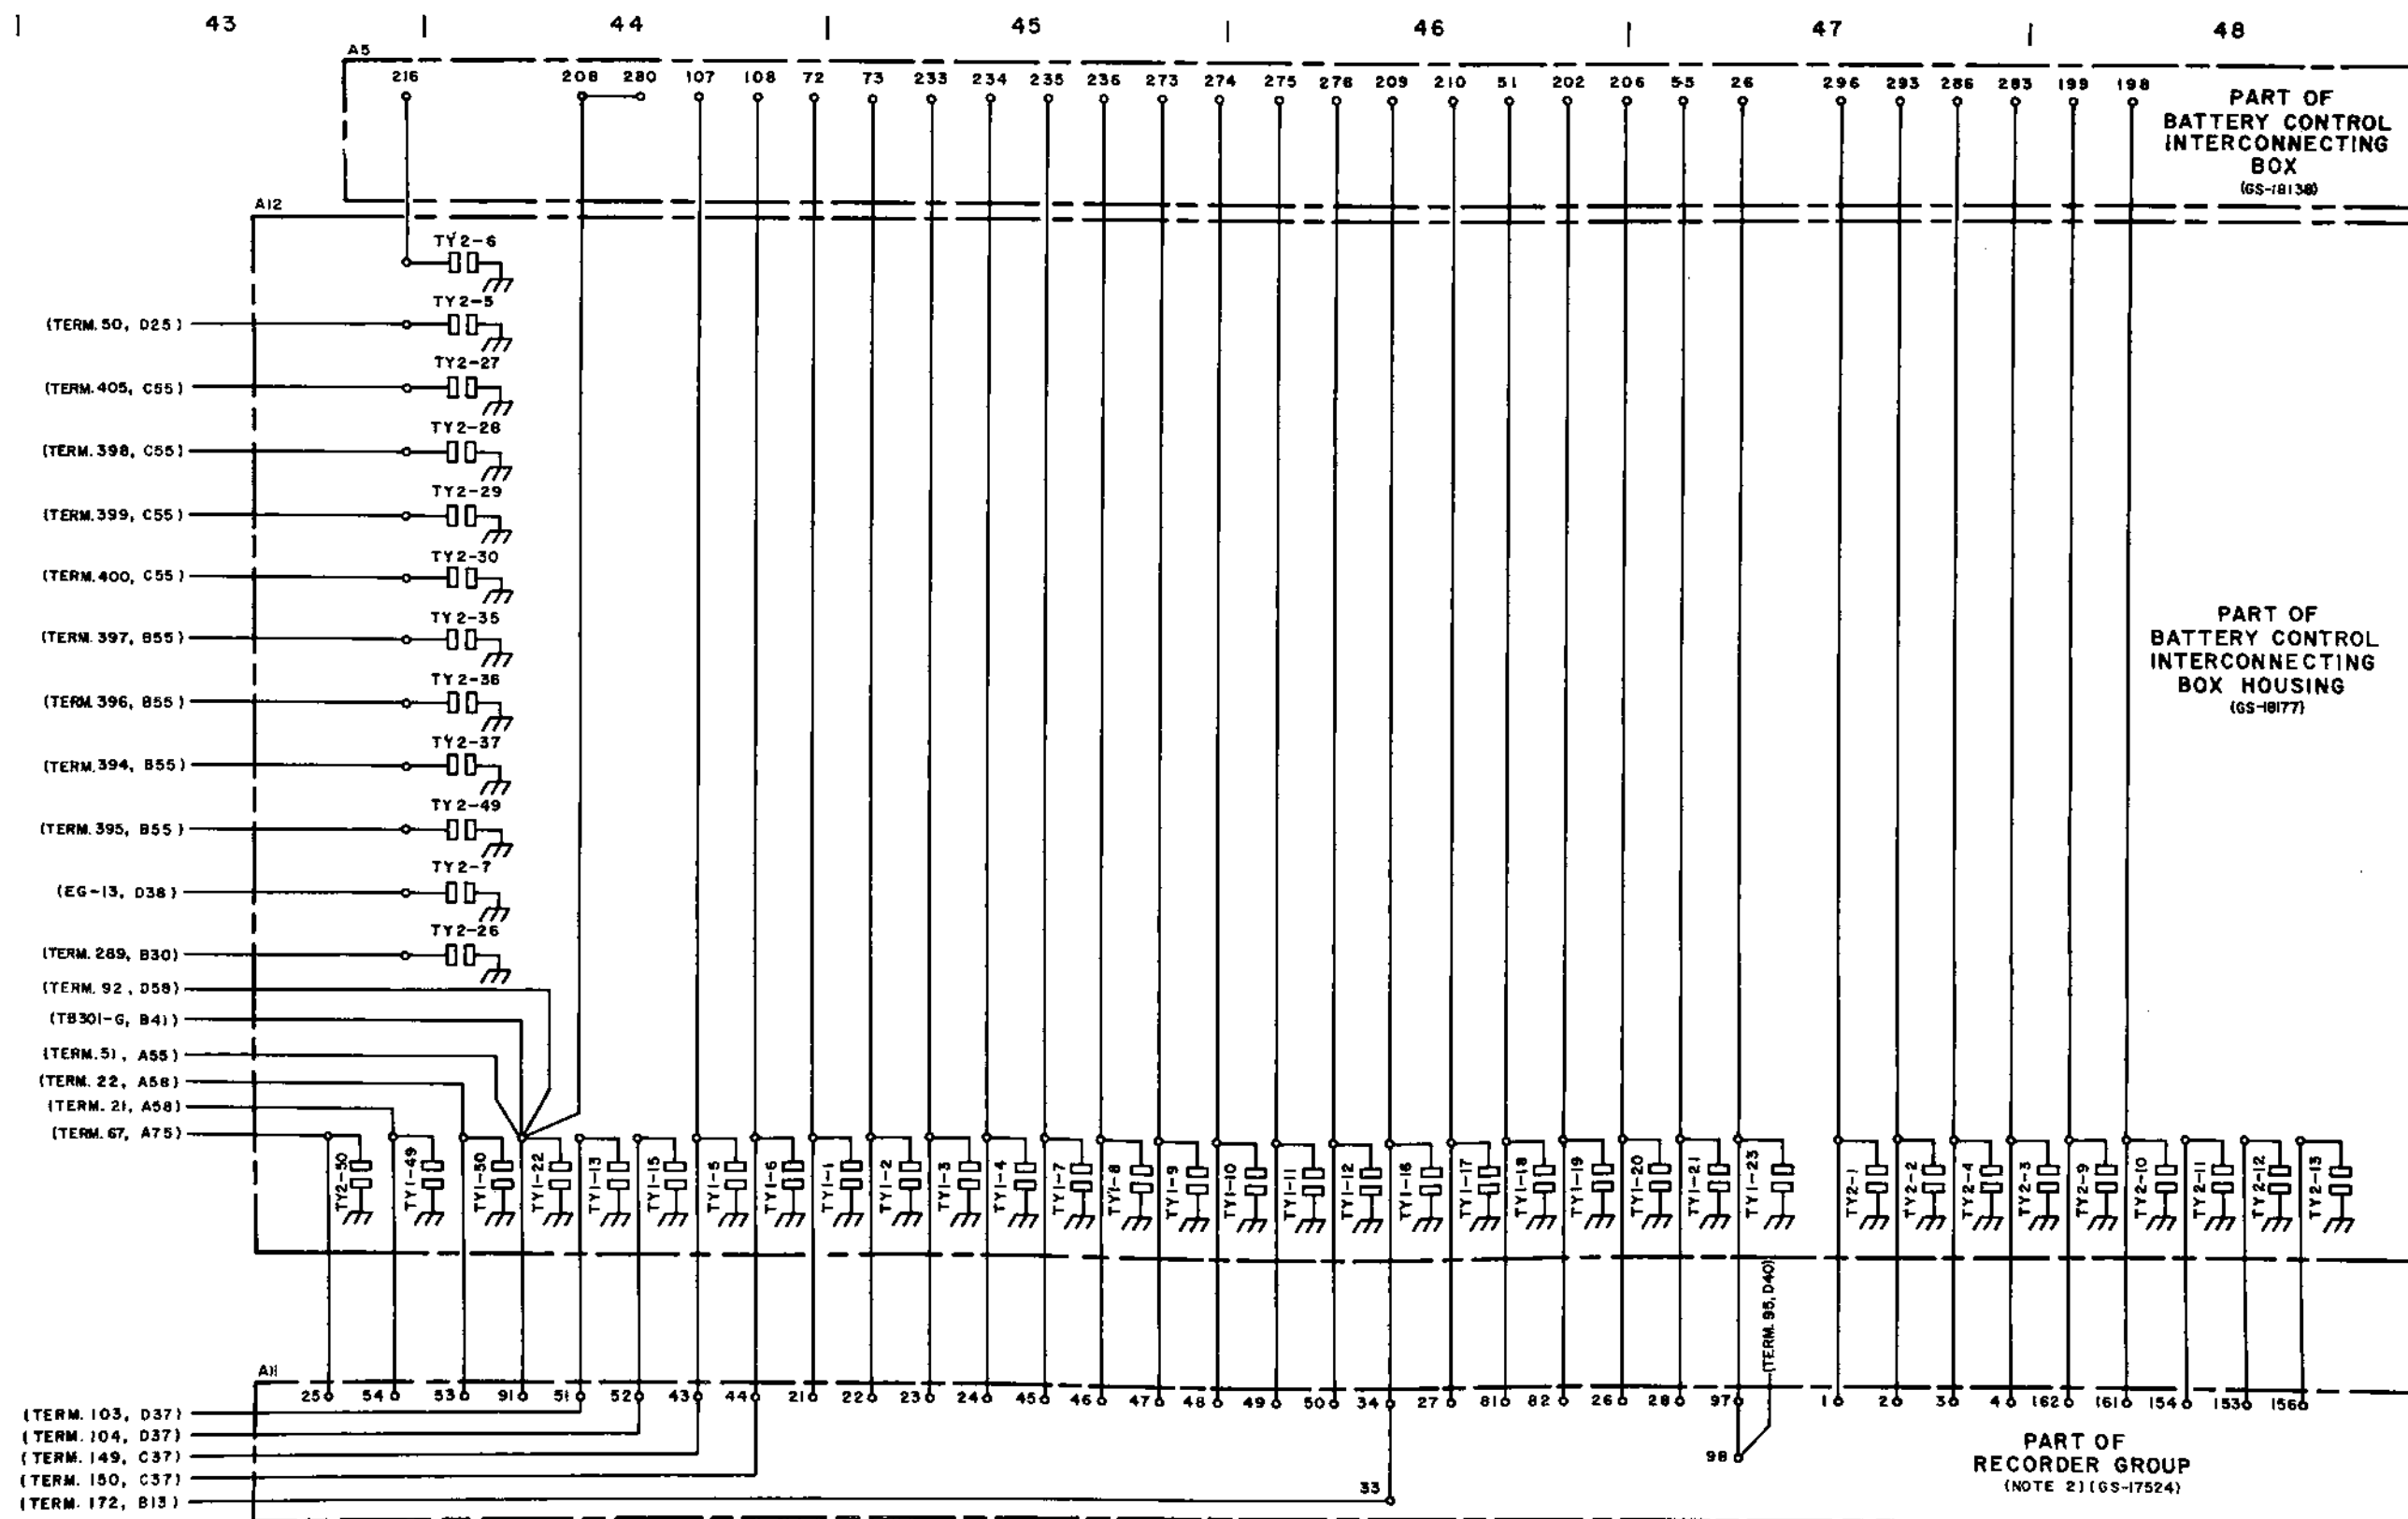 43 44 45 46 47 48
A5
216 208 280 107 108 72 73 233 234 235 236 273 274 275 276 209 210 51 202 206 55 26 296 293 286 285 199 198
PART OF
BATTERY CONTROL
INTERCONNECTING
BOX
(GS-18138)
A12
TY2-6
TY2-5
(TERM. 50, D25)
TY2-27
(TERM. 405, C55)
TY2-28
(TERM. 398, C55)
TY2-29
(TERM. 399, C55)
TY2-30
(TERM. 400, C55)
TY2-35
(TERM. 397, B55)
TY2-36
(TERM. 396, B55)
TY2-37
(TERM. 394, B55)
TY2-49
(TERM. 395, B55)
TY2-7
(EG-13, D38)
TY2-26
(TERM. 289, B30)
(TERM. 92, D58)
(TB301-G, B41)
(TERM. 51, A55)
(TERM. 22, A58)
(TERM. 21, A58)
(TERM. 67, A75)
PART OF
BATTERY CONTROL
INTERCONNECTING
BOX HOUSING
(GS-18177)
TY2-50 TY1-49 TY1-50 TY1-22 TY1-13 TY1-15 TY1-5 TY1-6 TY1-1 TY1-2 TY1-3 TY1-4 TY1-7 TY1-8 TY1-9 TY1-10 TY1-11 TY1-12 TY1-16 TY1-17 TY1-18 TY1-19 TY1-20 TY1-21 TY1-23 TY2-1 TY2-2 TY2-4 TY2-3 TY2-9 TY2-10 TY2-11 TY2-12 TY2-13
(TERM. 95, D40)
A11
25 54 53 91 51 52 43 44 21 22 23 24 45 46 47 48 49 50 34 27 81 82 26 28 97 1 2 3 4 162 161 154 153 156
(TERM. 103, D37)
(TERM. 104, D37)
(TERM. 149, C37)
(TERM. 150, C37)
(TERM. 172, B13)
33
98
PART OF
RECORDER GROUP
(NOTE 2) (GS-17524)